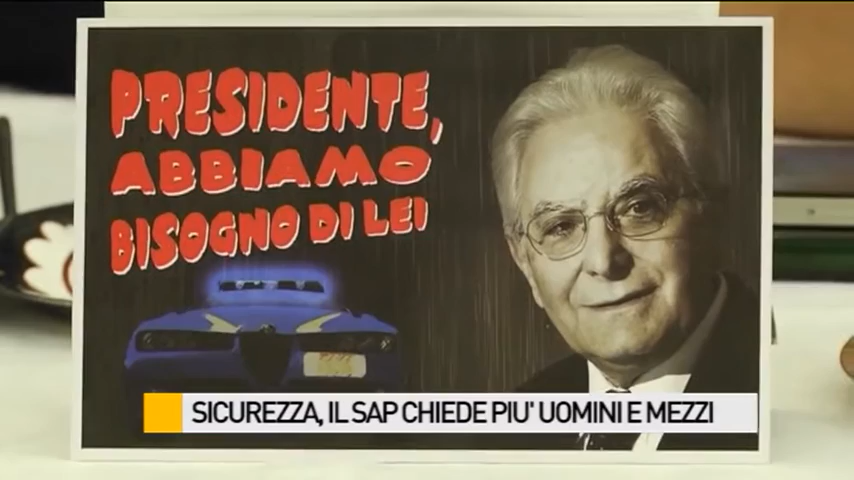 PRESIDENTE,
ABBIAMO
BISOGNO DI LEI
SICUREZZA, IL SAP CHIEDE PIU' UOMINI E MEZZI